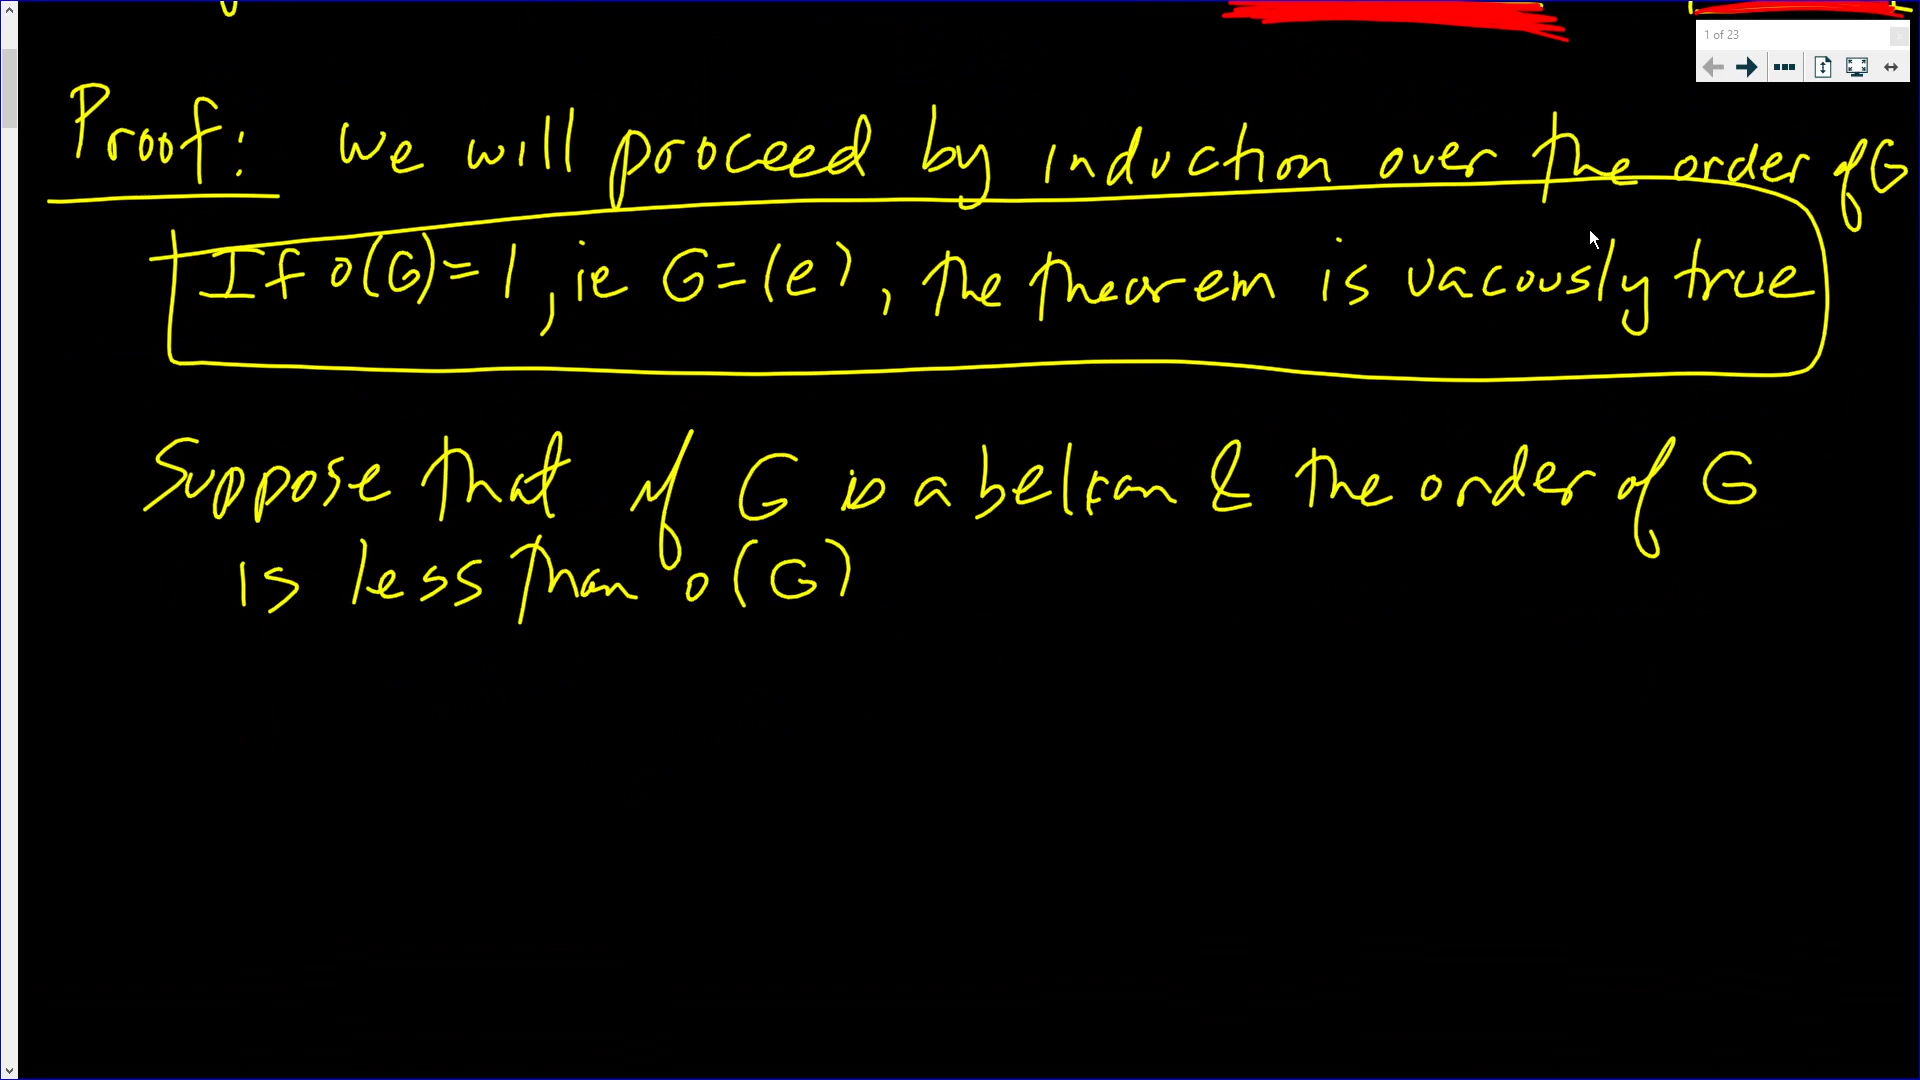 1 of 23
Proof: we will proceed by induction over the order of G
If o(G)=1, ie G=(e), the theorem is vacously true
Suppose that if G is abelian & the order of G
is less than o(G)